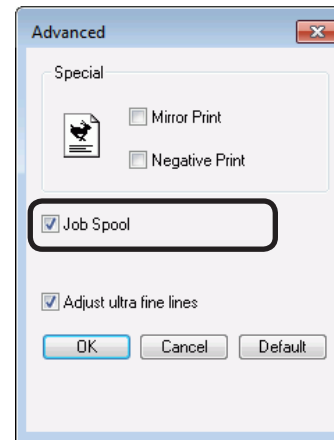 Advanced
Special
Mirror Print
Negative Print
Job Spool
Adjust ultra fine lines
OK Cancel Default